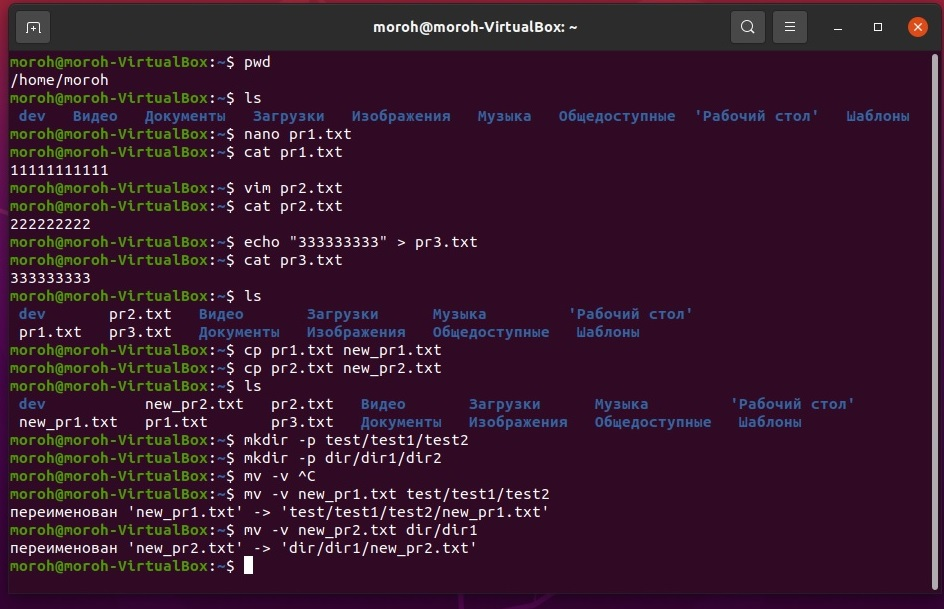 moroh@moroh-VirtualBox: ~
moroh@moroh-VirtualBox:~$ pwd
/home/moroh
moroh@moroh-VirtualBox:~$ ls
dev Видео Документы Загрузки Изображения Музыка Общедоступные 'Рабочий стол' Шаблоны
moroh@moroh-VirtualBox:~$ nano pr1.txt
moroh@moroh-VirtualBox:~$ cat pr1.txt
11111111111
moroh@moroh-VirtualBox:~$ vim pr2.txt
moroh@moroh-VirtualBox:~$ cat pr2.txt
222222222
moroh@moroh-VirtualBox:~$ echo "333333333" > pr3.txt
moroh@moroh-VirtualBox:~$ cat pr3.txt
333333333
moroh@moroh-VirtualBox:~$ ls
dev pr2.txt Видео Загрузки Музыка 'Рабочий стол'
pr1.txt pr3.txt Документы Изображения Общедоступные Шаблоны
moroh@moroh-VirtualBox:~$ cp pr1.txt new_pr1.txt
moroh@moroh-VirtualBox:~$ cp pr2.txt new_pr2.txt
moroh@moroh-VirtualBox:~$ ls
dev new_pr2.txt pr2.txt Видео Загрузки Музыка 'Рабочий стол'
new_pr1.txt pr1.txt pr3.txt Документы Изображения Общедоступные Шаблоны
moroh@moroh-VirtualBox:~$ mkdir -p test/test1/test2
moroh@moroh-VirtualBox:~$ mkdir -p dir/dir1/dir2
moroh@moroh-VirtualBox:~$ mv -v ^C
moroh@moroh-VirtualBox:~$ mv -v new_pr1.txt test/test1/test2
переименован 'new_pr1.txt' -> 'test/test1/test2/new_pr1.txt'
moroh@moroh-VirtualBox:~$ mv -v new_pr2.txt dir/dir1
переименован 'new_pr2.txt' -> 'dir/dir1/new_pr2.txt'
moroh@moroh-VirtualBox:~$